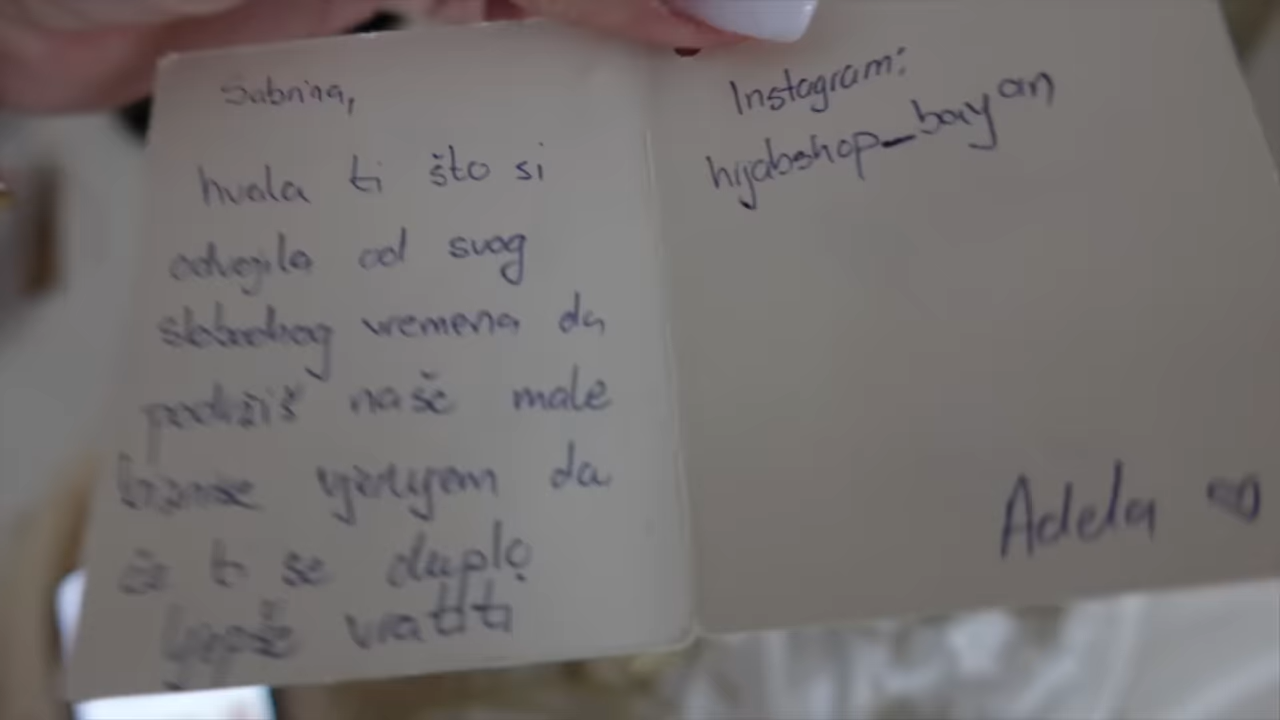 Sabrina,
hvala ti što si
odvojila od svog
slobodnog vremena da
podržiš naše male
biznise vjerujem da
će ti se duplo
ljepše vratiti
Instagram:
hijabshop_bayan
Adela